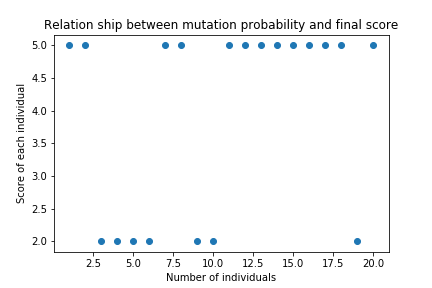 Relation ship between mutation probability and final score
5.0
4.5
4.0
3.5
3.0
2.5
2.0
Score of each individual
2.5 5.0 7.5 10.0 12.5 15.0 17.5 20.0
Number of individuals